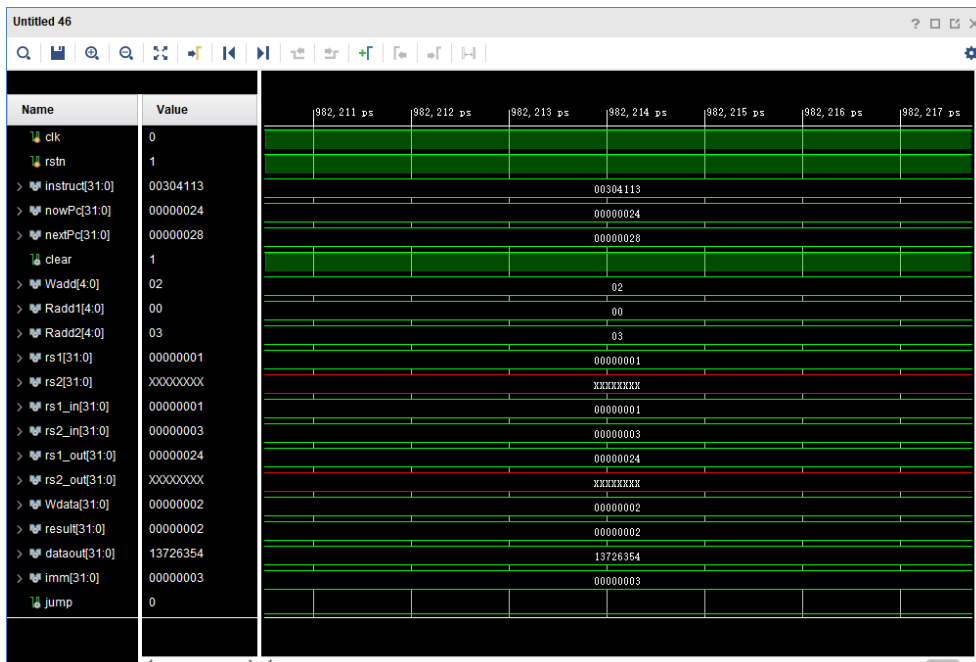 Untitled 46
Name Value
982,211 ps 982,212 ps 982,213 ps 982,214 ps 982,215 ps 982,216 ps 982,217 ps
clk 0
rstn 1
instruct[31:0] 00304113 00304113
nowPc[31:0] 00000024 00000024
nextPc[31:0] 00000028 00000028
clear 1
Wadd[4:0] 02 02
Radd1[4:0] 00 00
Radd2[4:0] 03 03
rs1[31:0] 00000001 00000001
rs2[31:0] XXXXXXXX XXXXXXXX
rs1_in[31:0] 00000001 00000001
rs2_in[31:0] 00000003 00000003
rs1_out[31:0] 00000024 00000024
rs2_out[31:0] XXXXXXXX XXXXXXXX
Wdata[31:0] 00000002 00000002
result[31:0] 00000002 00000002
dataout[31:0] 13726354 13726354
imm[31:0] 00000003 00000003
jump 0